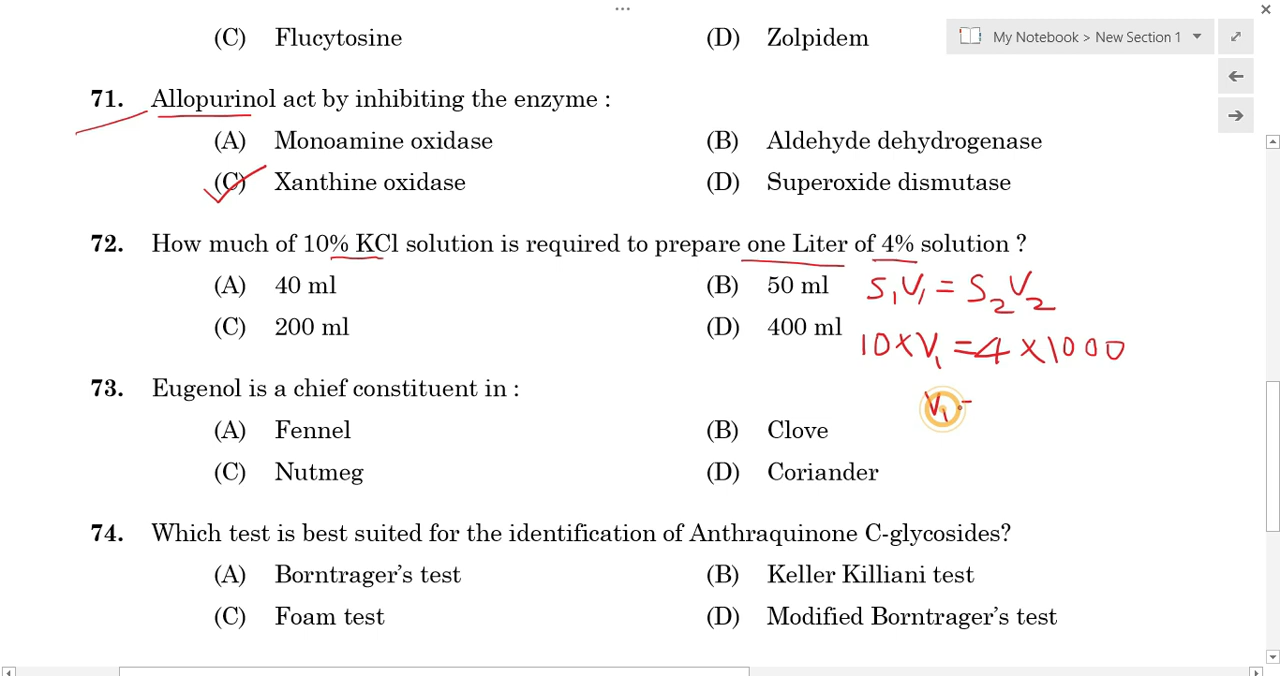 (C) Flucytosine (D) Zolpidem
My Notebook > New Section 1
71. Allopurinol act by inhibiting the enzyme :
(A) Monoamine oxidase (B) Aldehyde dehydrogenase
(C) Xanthine oxidase (D) Superoxide dismutase
72. How much of 10% KCl solution is required to prepare one Liter of 4% solution ?
(A) 40 ml (B) 50 ml
S₁V₁ = S₂V₂
(C) 200 ml (D) 400 ml
10×V₁ = 4 × 1000
V₁ =
73. Eugenol is a chief constituent in :
(A) Fennel (B) Clove
(C) Nutmeg (D) Coriander
74. Which test is best suited for the identification of Anthraquinone C-glycosides?
(A) Borntrager’s test (B) Keller Killiani test
(C) Foam test (D) Modified Borntrager’s test